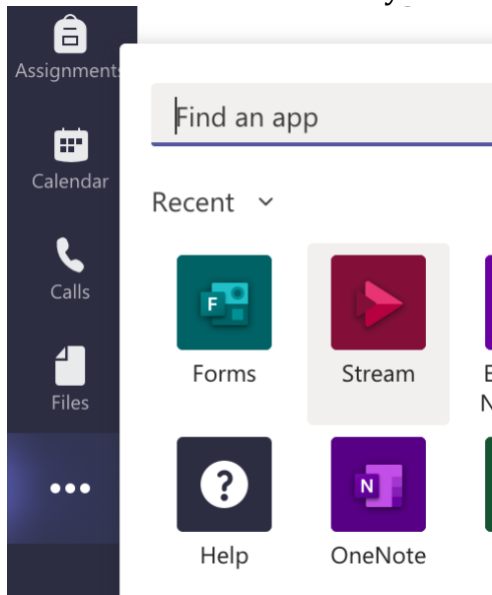 Assignments
Find an app
Calendar
Recent
Calls
F
Forms
Stream
Files
N
?
Help
OneNote